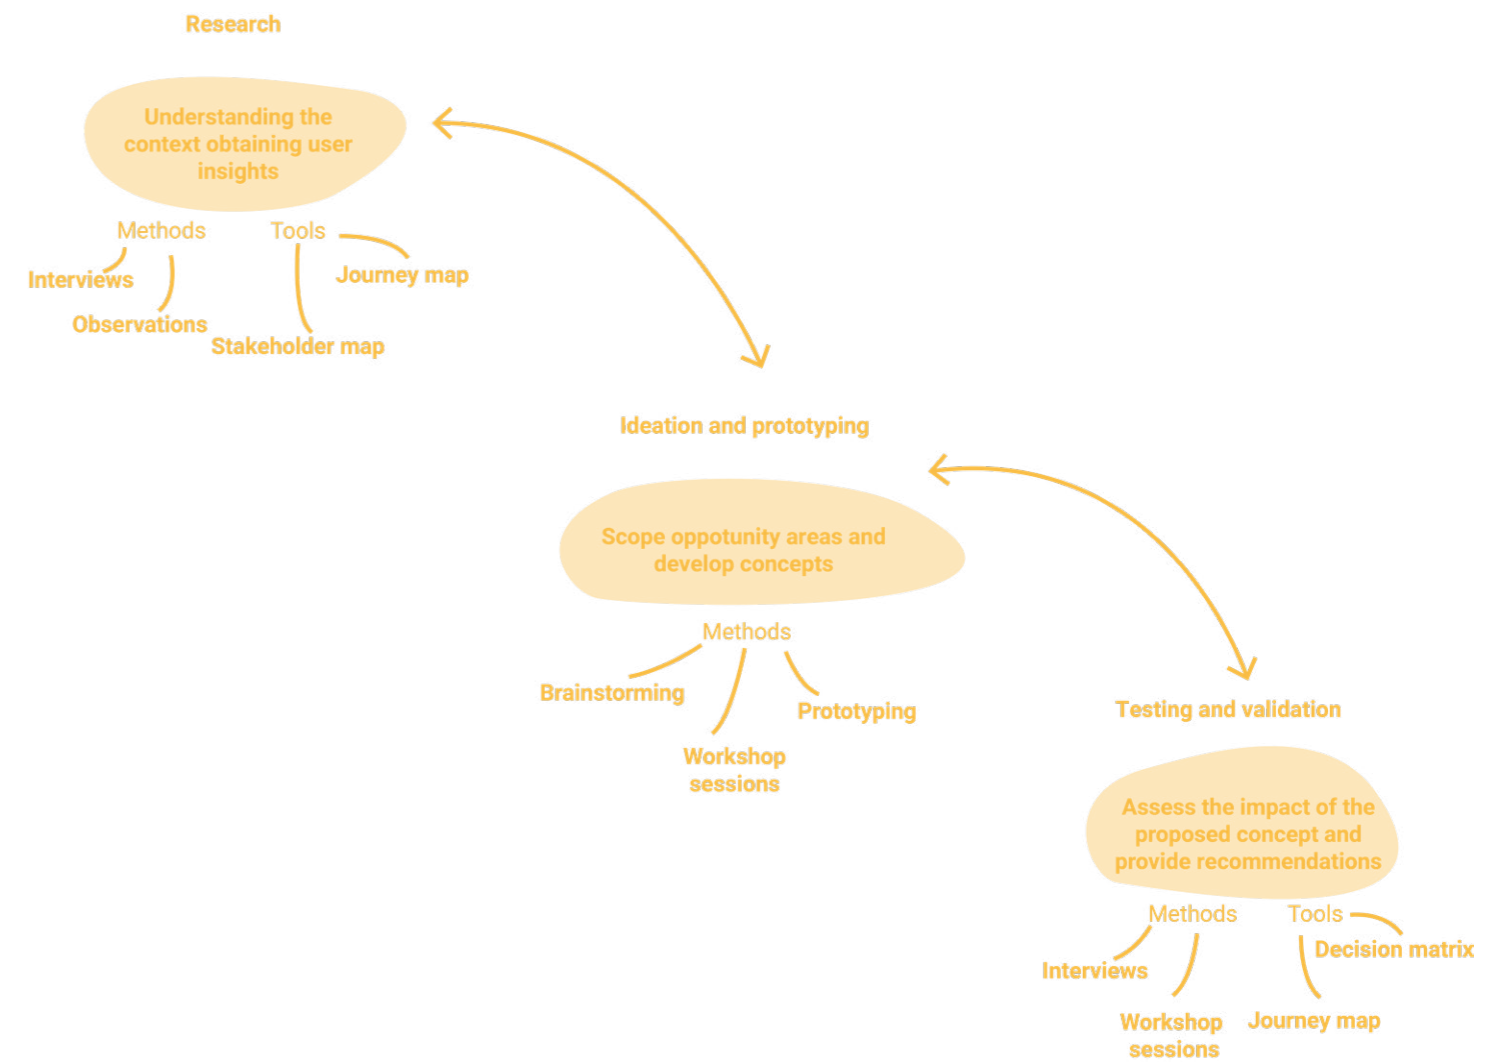 Research
Understanding the
context obtaining user
insights
Methods
Tools
Interviews
Observations
Journey map
Stakeholder map
Ideation and prototyping
Scope oppotunity areas and
develop concepts
Methods
Brainstorming
Workshop
sessions
Prototyping
Testing and validation
Assess the impact of the
proposed concept and
provide recommendations
Methods
Tools
Interviews
Workshop
sessions
Decision matrix
Journey map